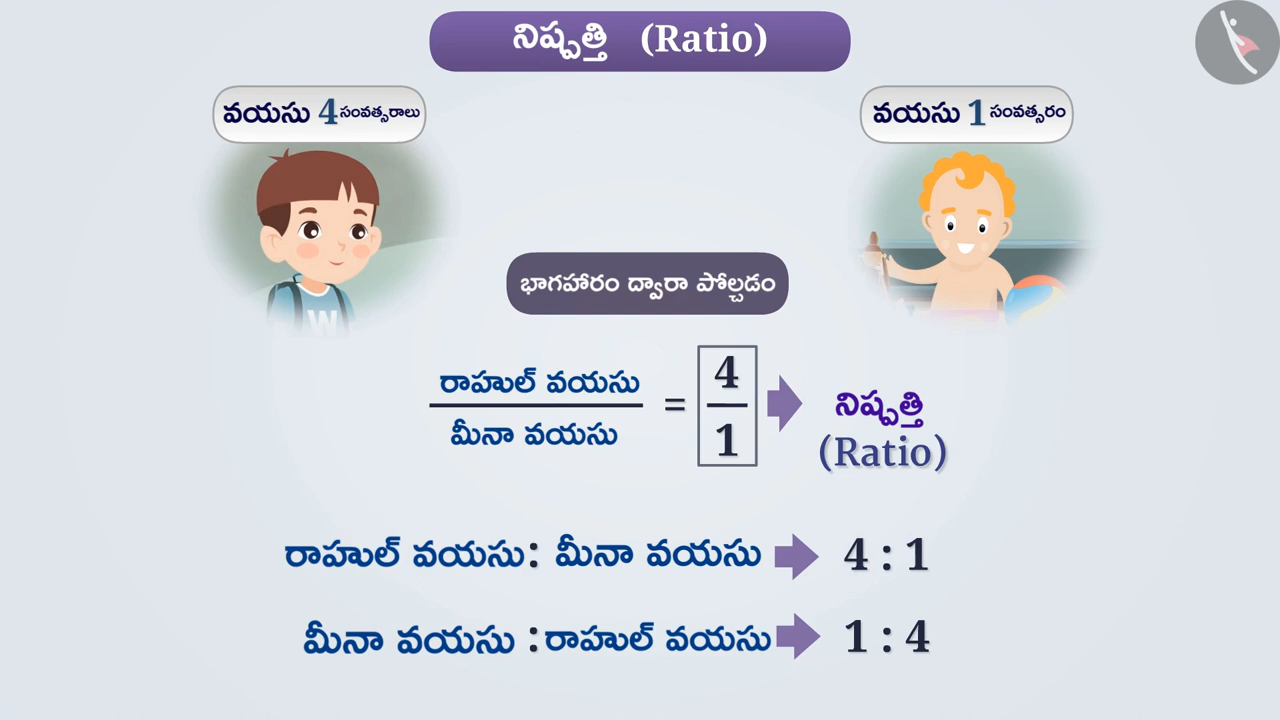 నిష్పత్తి (Ratio)
వయసు 4 సంవత్సరాలు
వయసు 1 సంవత్సరం
భాగహారం ద్వారా పోల్చడం
రాహుల్ వయసు
మీనా వయసు
=
4
1
నిష్పత్తి
(Ratio)
రాహుల్ వయసు : మీనా వయసు 4 : 1
మీనా వయసు : రాహుల్ వయసు 1 : 4
W